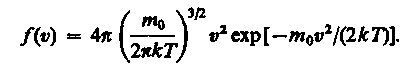 f(v) = 4π (m₀/2πkT)^3/2 v² exp[−m₀v²/(2kT)].